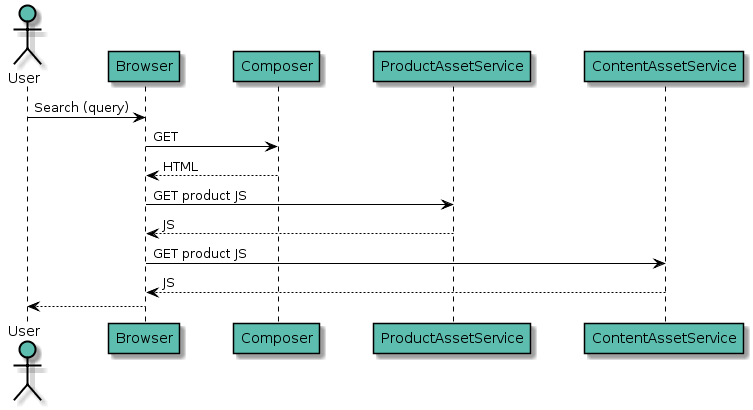 User
Browser
Composer
ProductAssetService
ContentAssetService
Search (query)
GET
HTML
GET product JS
JS
GET product JS
JS
User
Browser
Composer
ProductAssetService
ContentAssetService